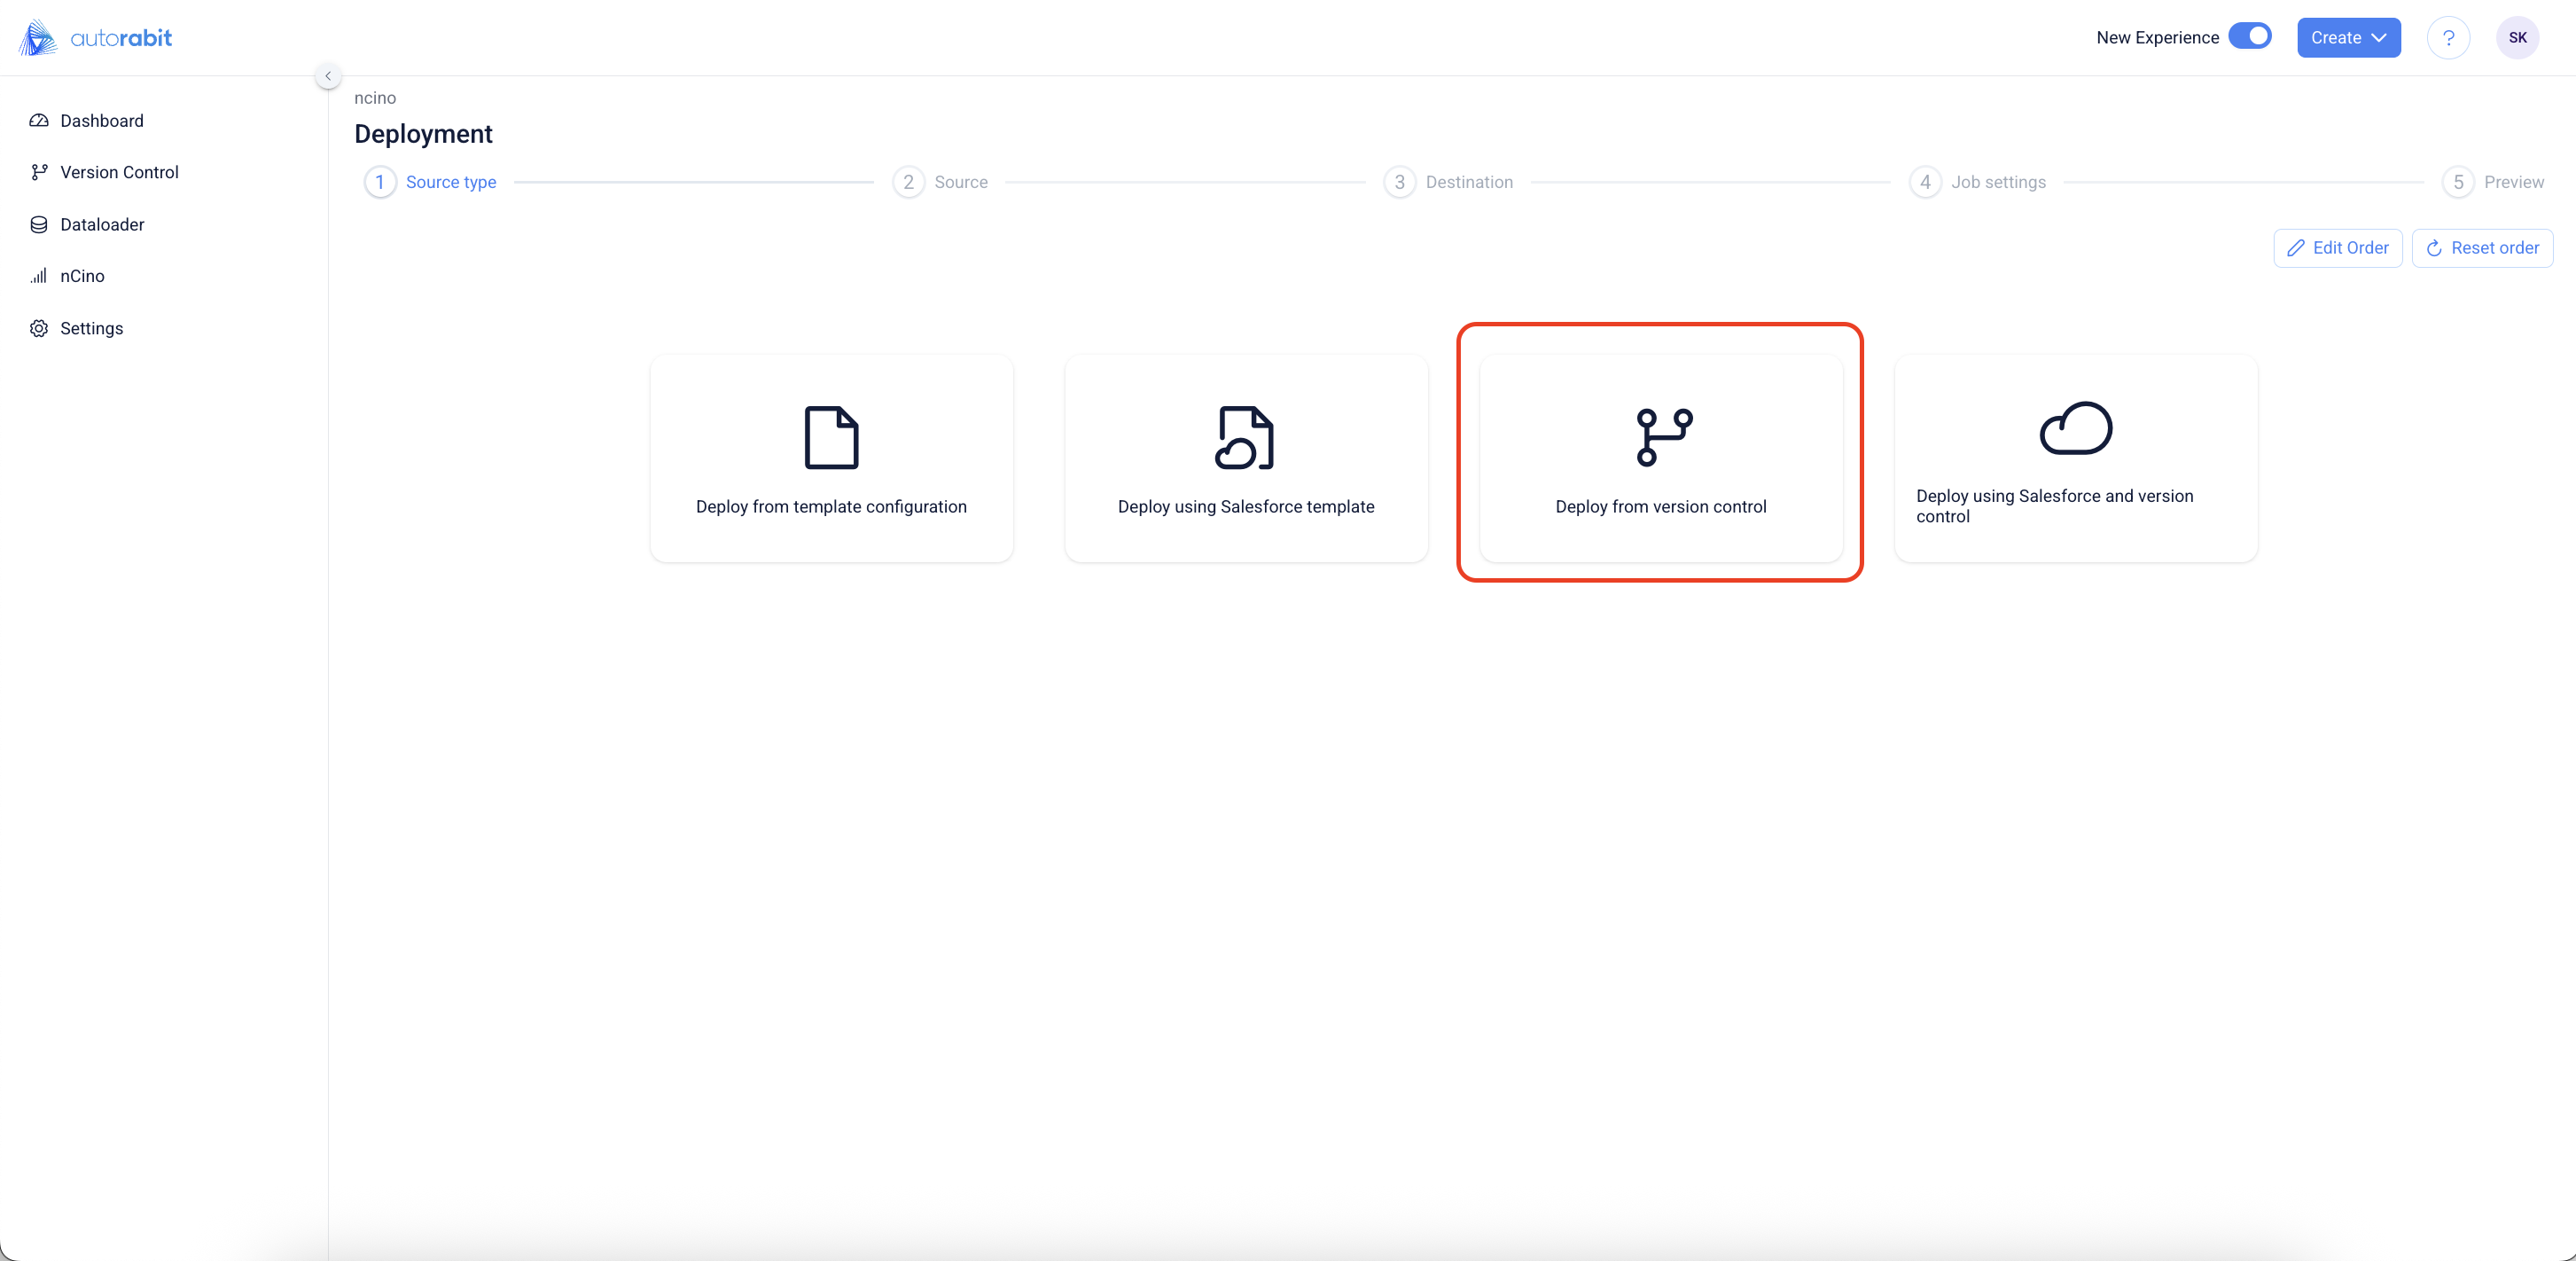 autorabit
New Experience
Create
?
SK
Dashboard
Version Control
Dataloader
nCino
Settings
ncino
Deployment
1 Source type
2 Source
3 Destination
4 Job settings
5 Preview
Edit Order
Reset order
Deploy from template configuration
Deploy using Salesforce template
Deploy from version control
Deploy using Salesforce and version
control